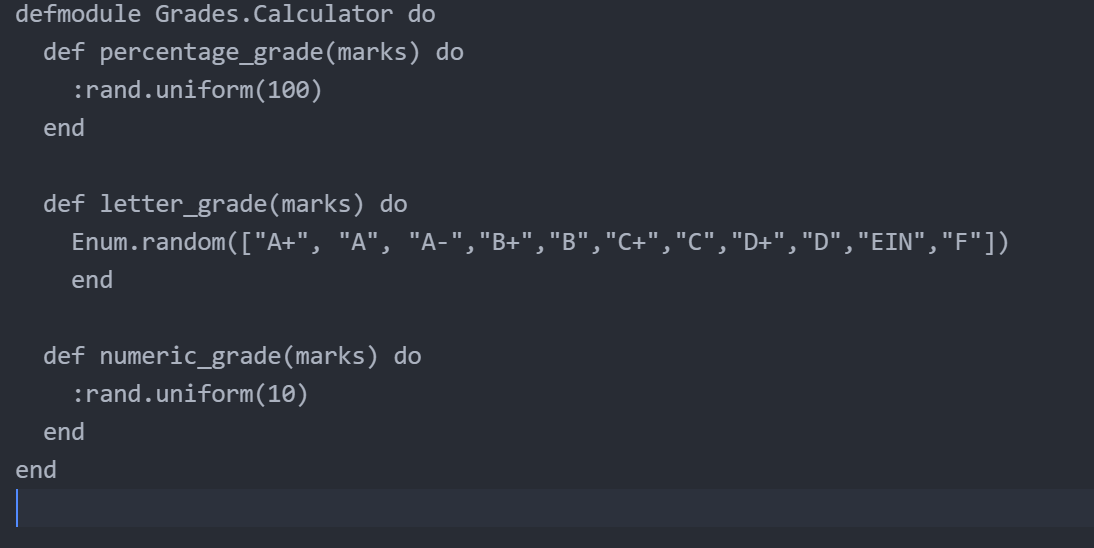 defmodule Grades.Calculator do
  def percentage_grade(marks) do
    :rand.uniform(100)
  end

  def letter_grade(marks) do
    Enum.random(["A+", "A", "A-","B+","B","C+","C","D+","D","EIN","F"])
    end

  def numeric_grade(marks) do
    :rand.uniform(10)
  end
end